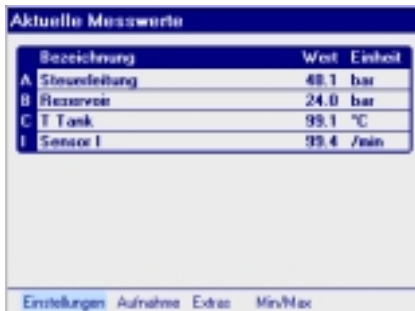 Aktuelle Messwerte
Bezeichnung Wert Einheit
A Steuerleitung 40.1 bar
B Reservoir 24.0 bar
C T Tank 99.1 °C
I Sensor I 99.4 /min
Einstellungen Aufnahme Extras Min/Max